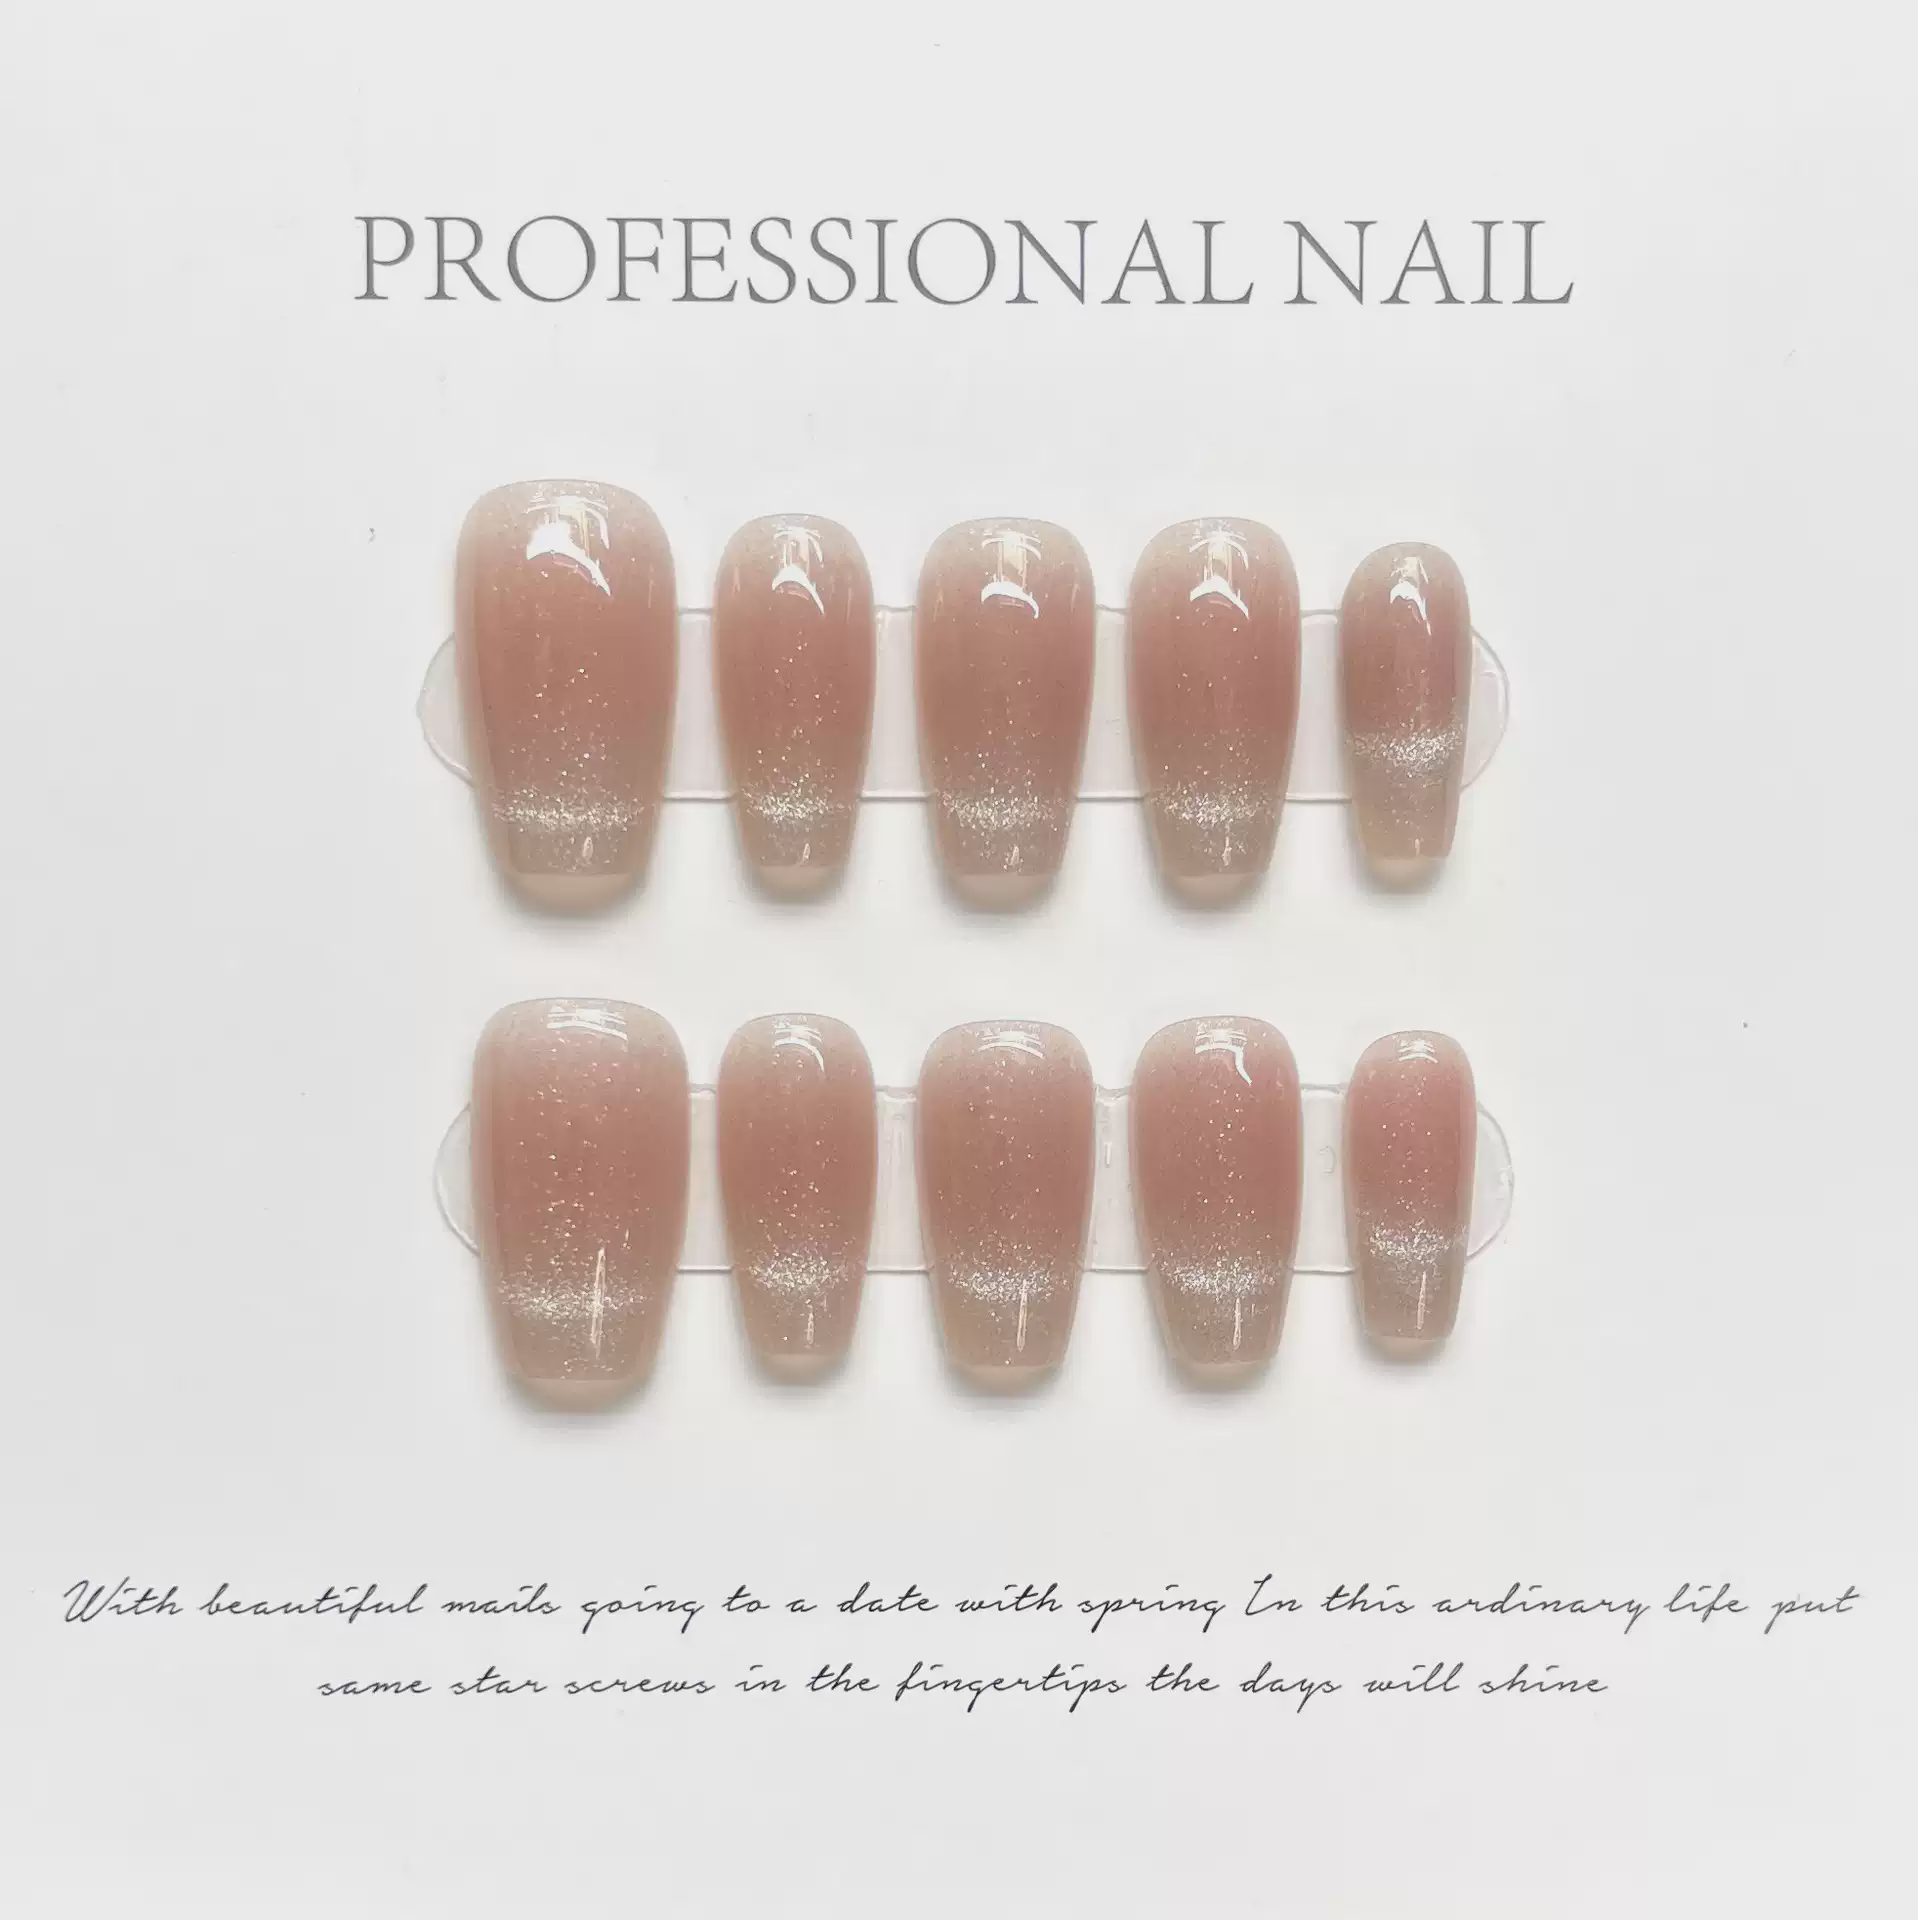 PROFESSIONAL NAIL
With beautiful mails going to a date with spring In this ordinary life put
same star screws in the fingertips the days will shine